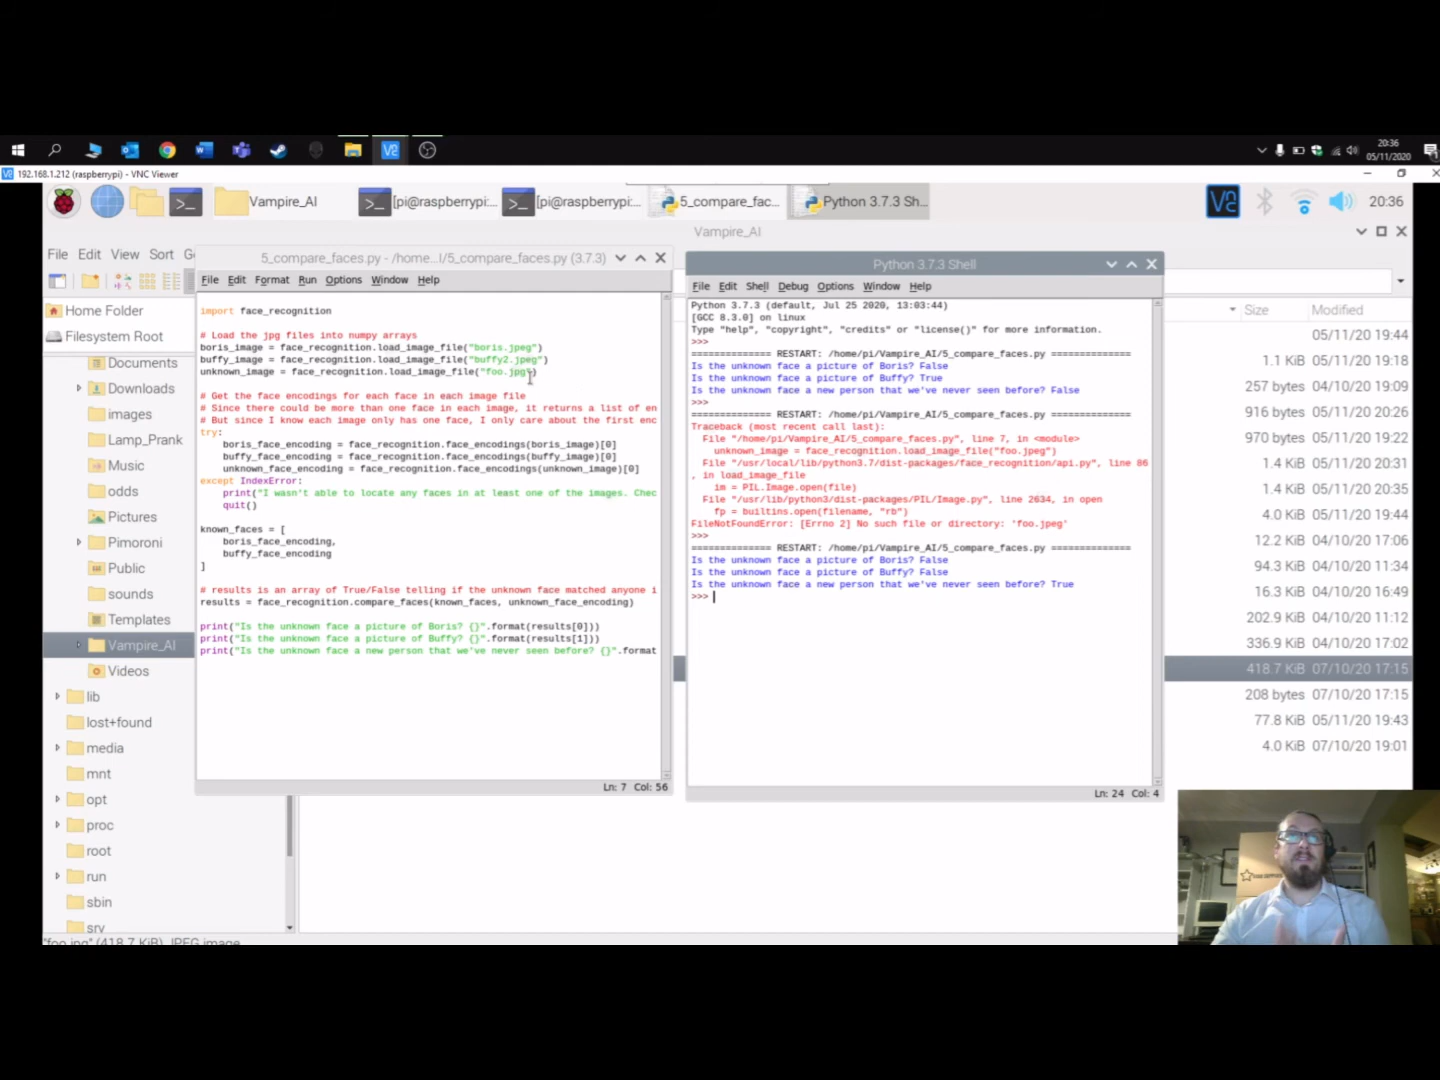 20:36
05/11/2020
192.168.1.212 (raspberrypi) - VNC Viewer
Vampire_AI
[pi@raspberrypi:...
[pi@raspberrypi:...
5_compare_fac...
Python 3.7.3 Sh...
20:36
Vampire_AI
File Edit View Sort
Home Folder
Filesystem Root
Documents
Downloads
images
Lamp_Prank
Music
odds
Pictures
Pimoroni
Public
sounds
Templates
Vampire_AI
Videos
lib
lost+found
media
mnt
opt
proc
root
run
sbin
srv
"foo.jpg" (418.7 KiB) JPEG image
5_compare_faces.py - /home...I/5_compare_faces.py (3.7.3)
File Edit Format Run Options Window Help
import face_recognition
# Load the jpg files into numpy arrays
boris_image = face_recognition.load_image_file("boris.jpeg")
buffy_image = face_recognition.load_image_file("buffy2.jpeg")
unknown_image = face_recognition.load_image_file("foo.jpg")
# Get the face encodings for each face in each image file
# Since there could be more than one face in each image, it returns a list of en
# But since I know each image only has one face, I only care about the first enc
try:
boris_face_encoding = face_recognition.face_encodings(boris_image)[0]
buffy_face_encoding = face_recognition.face_encodings(buffy_image)[0]
unknown_face_encoding = face_recognition.face_encodings(unknown_image)[0]
except IndexError:
print("I wasn't able to locate any faces in at least one of the images. Chec
quit()
known_faces = [
boris_face_encoding,
buffy_face_encoding
]
# results is an array of True/False telling if the unknown face matched anyone i
results = face_recognition.compare_faces(known_faces, unknown_face_encoding)
print("Is the unknown face a picture of Boris? {}".format(results[0]))
print("Is the unknown face a picture of Buffy? {}".format(results[1]))
print("Is the unknown face a new person that we've never seen before? {}".format
Ln: 7 Col: 56
Python 3.7.3 Shell
File Edit Shell Debug Options Window Help
Python 3.7.3 (default, Jul 25 2020, 13:03:44)
[GCC 8.3.0] on linux
Type "help", "copyright", "credits" or "license()" for more information.
>>>
============== RESTART: /home/pi/Vampire_AI/5_compare_faces.py ==============
Is the unknown face a picture of Boris? False
Is the unknown face a picture of Buffy? True
Is the unknown face a new person that we've never seen before? False
>>>
============== RESTART: /home/pi/Vampire_AI/5_compare_faces.py ==============
Traceback (most recent call last):
File "/home/pi/Vampire_AI/5_compare_faces.py", line 7, in <module>
unknown_image = face_recognition.load_image_file("foo.jpeg")
File "/usr/local/lib/python3.7/dist-packages/face_recognition/api.py", line 86
, in load_image_file
im = PIL.Image.open(file)
File "/usr/lib/python3/dist-packages/PIL/Image.py", line 2634, in open
fp = builtins.open(filename, "rb")
FileNotFoundError: [Errno 2] No such file or directory: 'foo.jpeg'
>>>
============== RESTART: /home/pi/Vampire_AI/5_compare_faces.py ==============
Is the unknown face a picture of Boris? False
Is the unknown face a picture of Buffy? False
Is the unknown face a new person that we've never seen before? True
>>>
Ln: 24 Col: 4
Size Modified
05/11/20 19:44
1.1 KiB 05/11/20 19:18
257 bytes 04/10/20 19:09
916 bytes 05/11/20 20:26
970 bytes 05/11/20 19:22
1.4 KiB 05/11/20 20:31
1.4 KiB 05/11/20 20:35
4.0 KiB 05/11/20 19:44
12.2 KiB 04/10/20 17:06
94.3 KiB 04/10/20 11:34
16.3 KiB 04/10/20 16:49
202.9 KiB 04/10/20 11:12
336.9 KiB 04/10/20 17:02
418.7 KiB 07/10/20 17:15
208 bytes 07/10/20 17:15
77.8 KiB 05/11/20 19:43
4.0 KiB 07/10/20 19:01